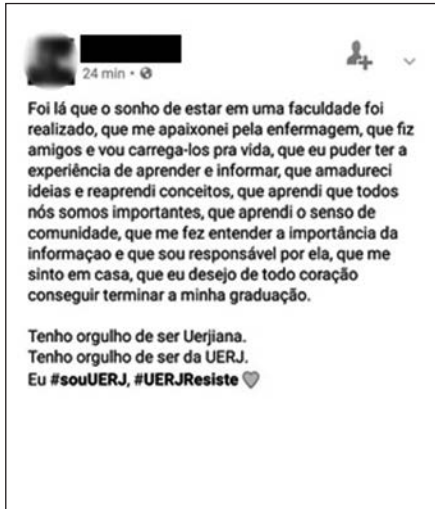 24 min •
Foi lá que o sonho de estar em uma faculdade foi
realizado, que me apaixonei pela enfermagem, que fiz
amigos e vou carrega-los pra vida, que eu puder ter a
experiência de aprender e informar, que amadureci
ideias e reaprendi conceitos, que aprendi que todos
nós somos importantes, que aprendi o senso de
comunidade, que me fez entender a importância da
informaçao e que sou responsável por ela, que me
sinto em casa, que eu desejo de todo coração
conseguir terminar a minha graduação.
Tenho orgulho de ser Uerjiana.
Tenho orgulho de ser da UERJ.
Eu #souUERJ, #UERJResiste